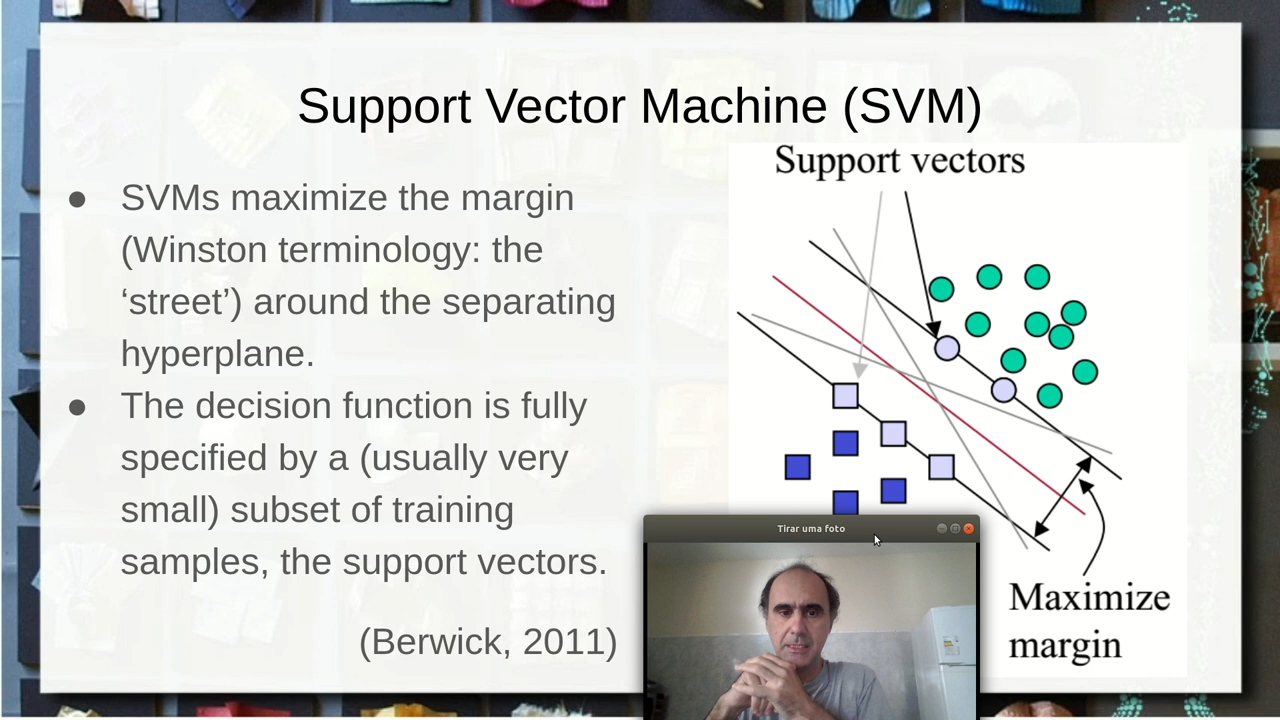 Support Vector Machine (SVM)
● SVMs maximize the margin
(Winston terminology: the
‘street’) around the separating
hyperplane.
● The decision function is fully
specified by a (usually very
small) subset of training
samples, the support vectors.
(Berwick, 2011)
Support vectors
Maximize
margin
Tirar uma foto